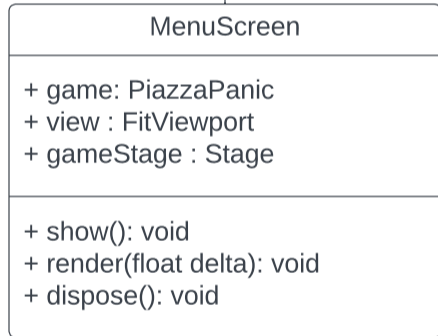 MenuScreen
+ game: PiazzaPanic
+ view : FitViewport
+ gameStage : Stage
+ show(): void
+ render(float delta): void
+ dispose(): void